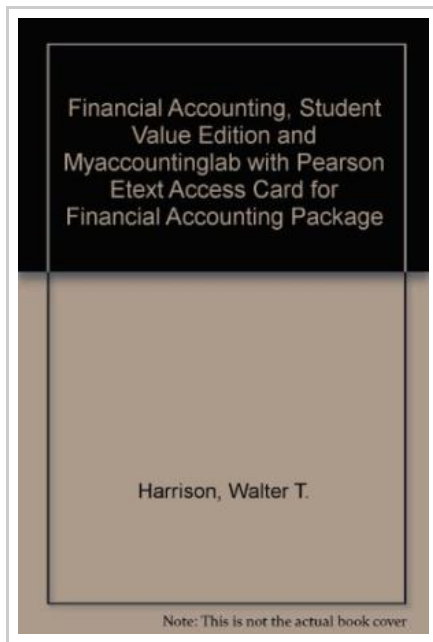 Financial Accounting, Student
Value Edition and
Myaccountinglab with Pearson
Etext Access Card for
Financial Accounting Package
Harrison, Walter T.
Note: This is not the actual book cover